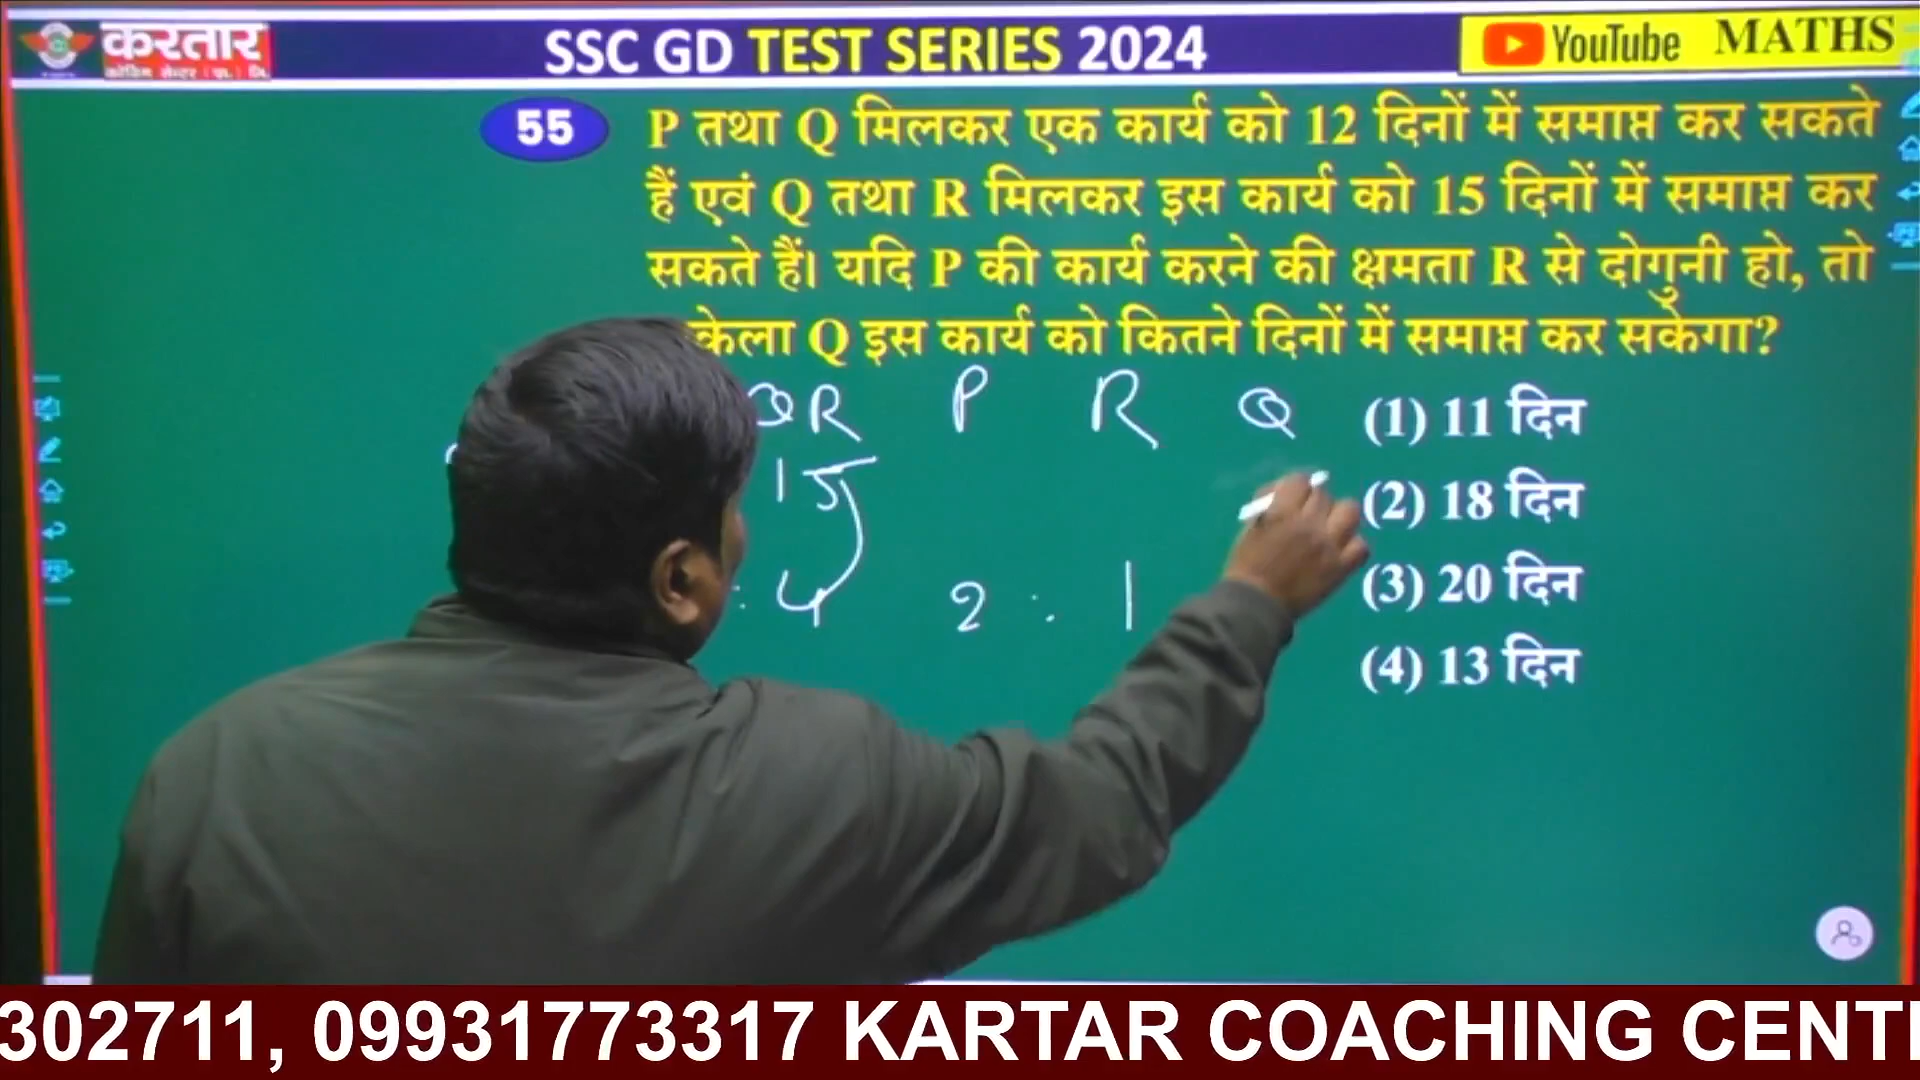 करतार
कोचिंग सेन्टर (प्रा.) लि.
SSC GD TEST SERIES 2024
YouTube MATHS
55
P तथा Q मिलकर एक कार्य को 12 दिनों में समाप्त कर सकते
हैं एवं Q तथा R मिलकर इस कार्य को 15 दिनों में समाप्त कर
सकते हैं। यदि P की कार्य करने की क्षमता R से दोगुनी हो, तो
केला Q इस कार्य को कितने दिनों में समाप्त कर सकेगा?
QR P R Q
15
: 4 2 : 1
(1) 11 दिन
(2) 18 दिन
(3) 20 दिन
(4) 13 दिन
302711, 09931773317 KARTAR COACHING CENT